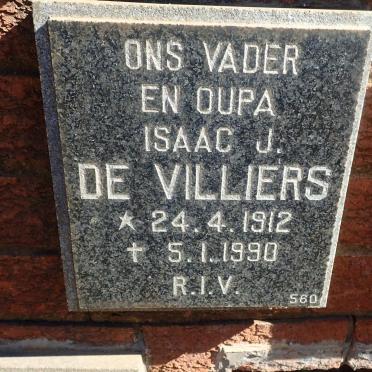 ONS VADER
EN OUPA
ISAAC J.
DE VILLIERS
* 24.4.1912
† 5.1.1990
R.I.V.
560